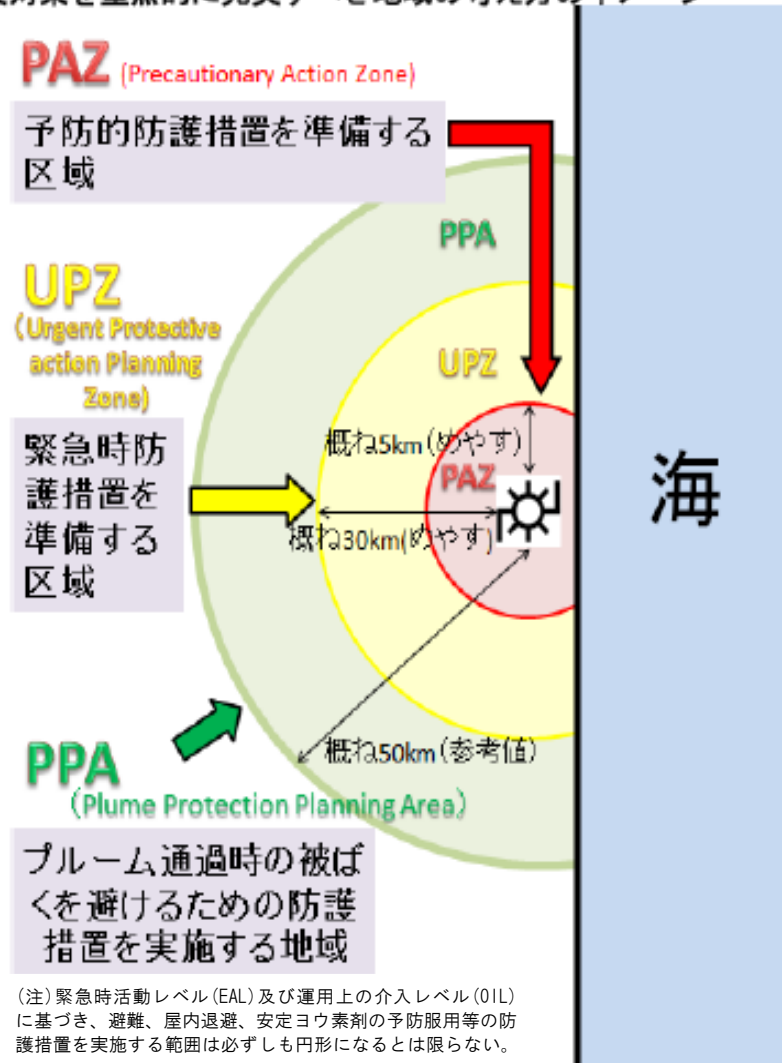 PAZ (Precautionary Action Zone)
予防的防護措置を準備する
区域
PPA
UPZ
(Urgent Protective
action Planning
Zone)
UPZ
緊急時防
護措置を
準備する
区域
概ね5km(めやす)
PAZ
概ね30km(めやす)
海
概ね50km(参考値)
PPA
(Plume Protection Planning Area)
プルーム通過時の被ば
くを避けるための防護
措置を実施する地域
(注)緊急時活動レベル(EAL)及び運用上の介入レベル(OIL)
に基づき、避難、屋内退避、安定ヨウ素剤の予防服用等の防
護措置を実施する範囲は必ずしも円形になるとは限らない。